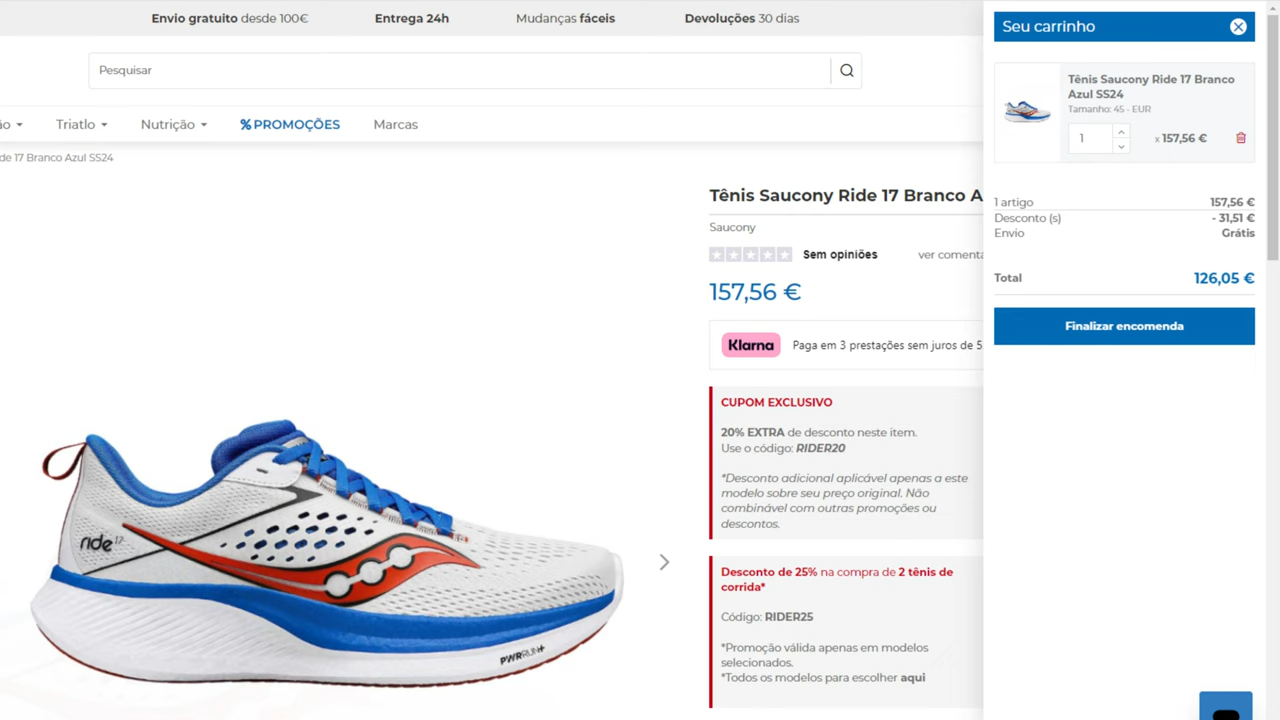 Envio gratuito desde 100€
Entrega 24h
Mudanças fáceis
Devoluções 30 dias
Pesquisar
ão
Triatlo
Nutrição
% PROMOÇÕES
Marcas
de 17 Branco Azul SS24
Tênis Saucony Ride 17 Branco A
Saucony
Sem opiniões
ver comenta
157,56 €
Klarna
Paga em 3 prestações sem juros de 5
CUPOM EXCLUSIVO
20% EXTRA de desconto neste item.
Use o código: RIDER20
*Desconto adicional aplicável apenas a este
modelo sobre seu preço original. Não
combinável com outras promoções ou
descontos.
Desconto de 25% na compra de 2 tênis de
corrida*
Código: RIDER25
*Promoção válida apenas em modelos
selecionados.
*Todos os modelos para escolher aqui
ride 17
PWRRUN+
Seu carrinho
Tênis Saucony Ride 17 Branco
Azul SS24
Tamanho: 45 - EUR
1
x 157,56 €
1 artigo 157,56 €
Desconto (s) - 31,51 €
Envio Grátis
Total 126,05 €
Finalizar encomenda